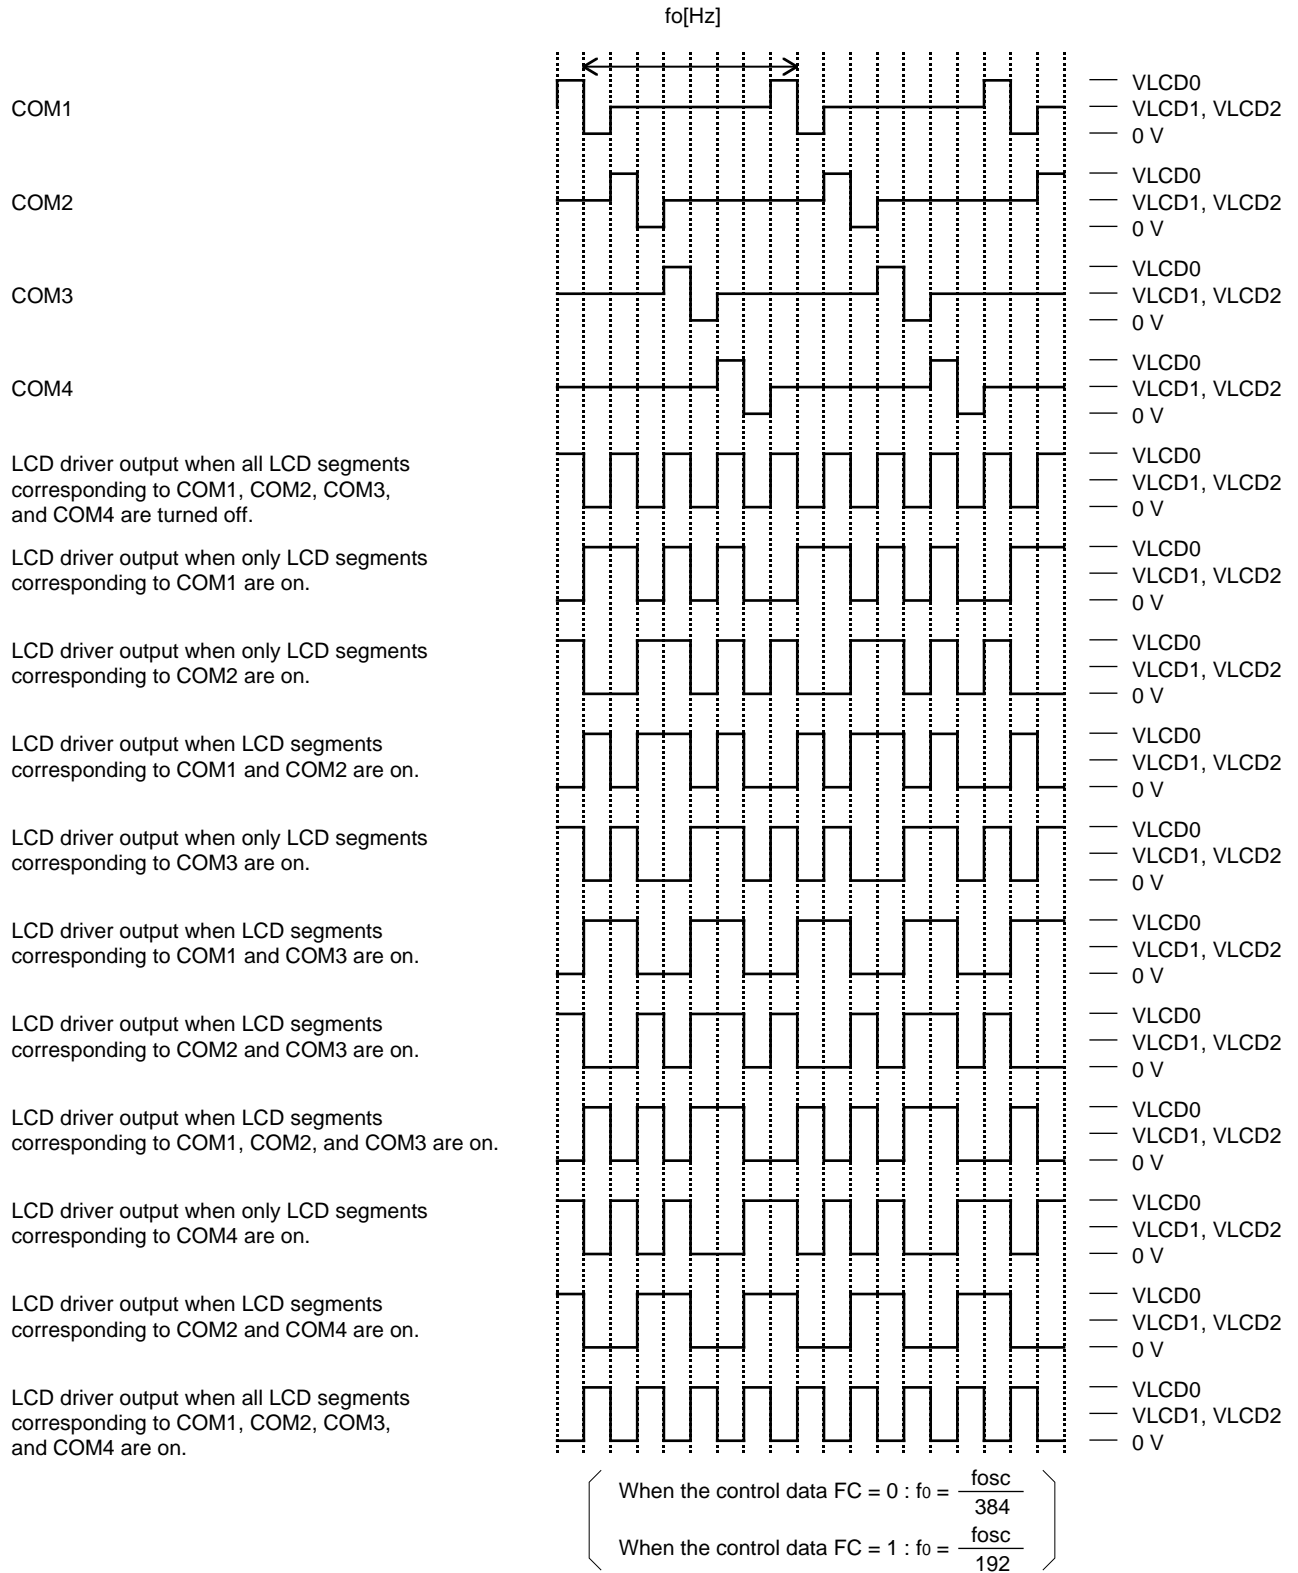 fo[Hz]
VLCD0
COM1
VLCD1, VLCD2
0 V
VLCD0
COM2
VLCD1, VLCD2
0 V
VLCD0
COM3
VLCD1, VLCD2
0 V
VLCD0
COM4
VLCD1, VLCD2
0 V
LCD driver output when all LCD segments
corresponding to COM1, COM2, COM3,
and COM4 are turned off.
VLCD0
VLCD1, VLCD2
0 V
LCD driver output when only LCD segments
corresponding to COM1 are on.
VLCD0
VLCD1, VLCD2
0 V
LCD driver output when only LCD segments
corresponding to COM2 are on.
VLCD0
VLCD1, VLCD2
0 V
LCD driver output when LCD segments
corresponding to COM1 and COM2 are on.
VLCD0
VLCD1, VLCD2
0 V
LCD driver output when only LCD segments
corresponding to COM3 are on.
VLCD0
VLCD1, VLCD2
0 V
LCD driver output when LCD segments
corresponding to COM1 and COM3 are on.
VLCD0
VLCD1, VLCD2
0 V
LCD driver output when LCD segments
corresponding to COM2 and COM3 are on.
VLCD0
VLCD1, VLCD2
0 V
LCD driver output when LCD segments
corresponding to COM1, COM2, and COM3 are on.
VLCD0
VLCD1, VLCD2
0 V
LCD driver output when only LCD segments
corresponding to COM4 are on.
VLCD0
VLCD1, VLCD2
0 V
LCD driver output when LCD segments
corresponding to COM2 and COM4 are on.
VLCD0
VLCD1, VLCD2
0 V
LCD driver output when all LCD segments
corresponding to COM1, COM2, COM3,
and COM4 are on.
VLCD0
VLCD1, VLCD2
0 V
When the control data FC = 0 : f0 = fosc
384
When the control data FC = 1 : f0 = fosc
192